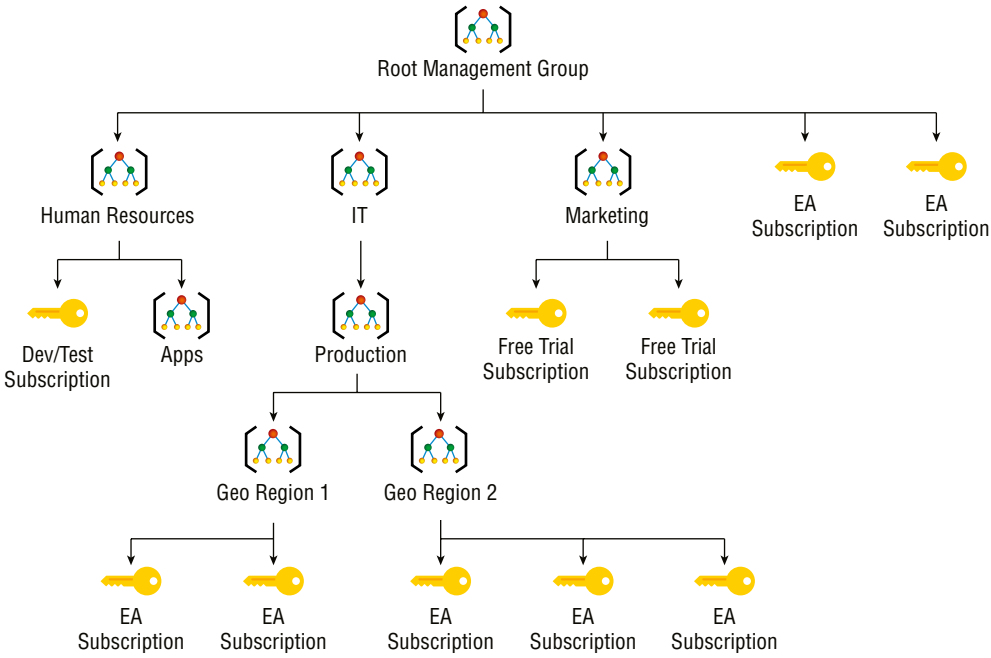 Root Management Group
Human Resources
IT
Marketing
EA
Subscription
EA
Subscription
Dev/Test
Subscription
Apps
Production
Free Trial
Subscription
Free Trial
Subscription
Geo Region 1
Geo Region 2
EA
Subscription
EA
Subscription
EA
Subscription
EA
Subscription
EA
Subscription